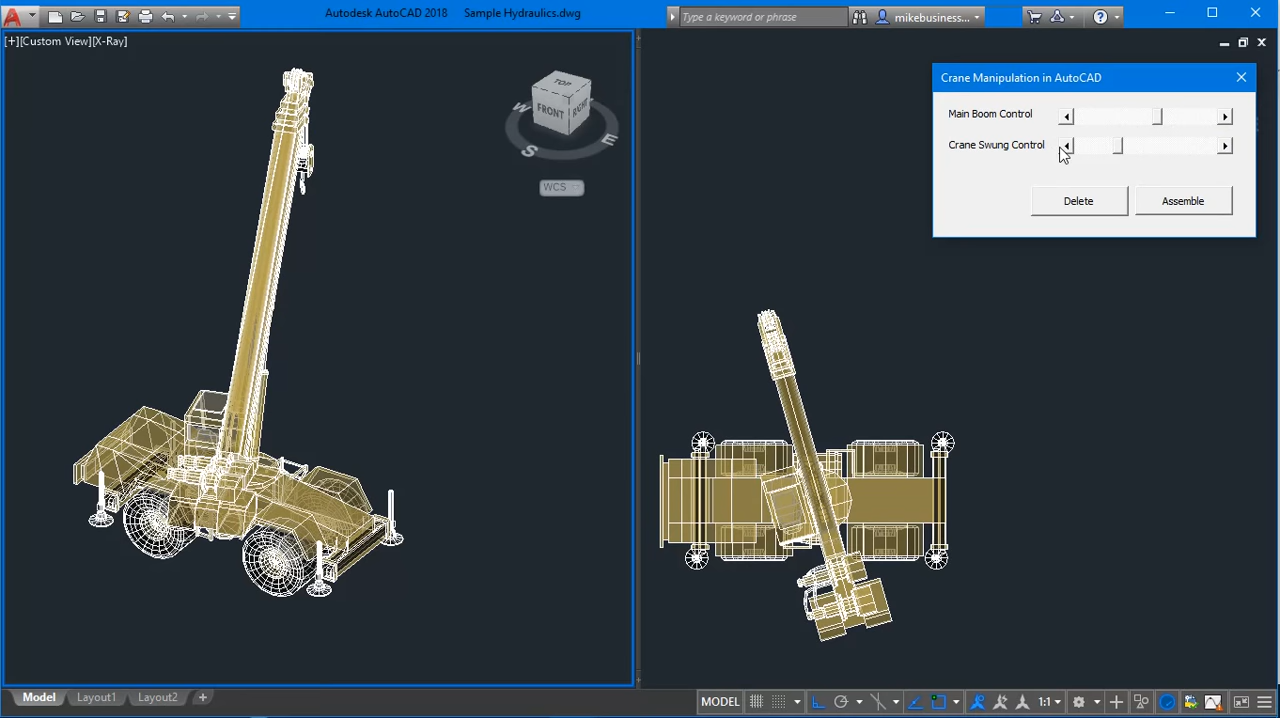 Autodesk AutoCAD 2018 Sample Hydraulics.dwg
Type a keyword or phrase
mikebusiness...
[+][Custom View][X-Ray]
TOP
FRONT
RIGHT
W
S
E
WCS
Crane Manipulation in AutoCAD
Main Boom Control
Crane Swung Control
Delete
Assemble
Model
Layout1
Layout2
MODEL
1:1